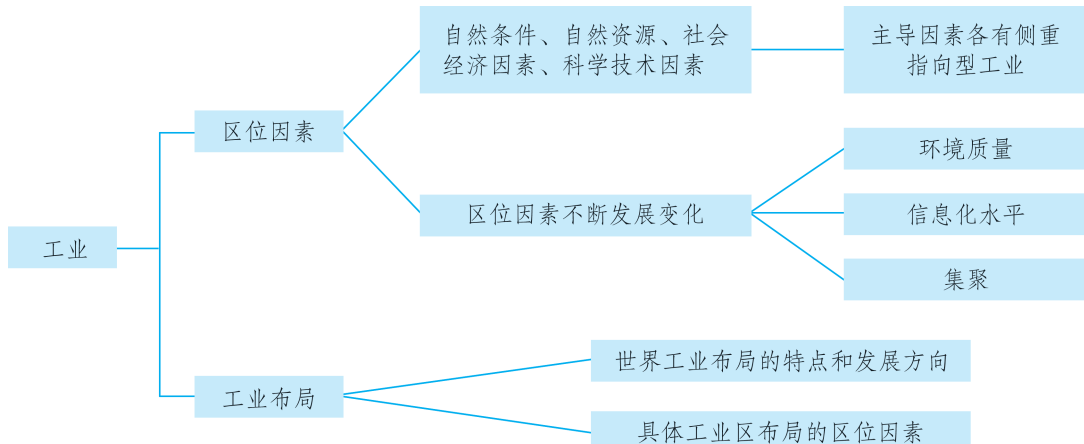 自然条件、自然资源、社会
经济因素、科学技术因素
主导因素各有侧重
指向型工业
区位因素
环境质量
区位因素不断发展变化
信息化水平
工业
集聚
世界工业布局的特点和发展方向
工业布局
具体工业区布局的区位因素